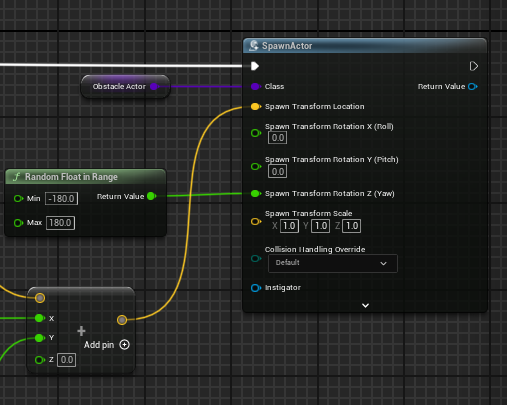 SpawnActor
Obstacle Actor
Class
Return Value
Spawn Transform Location
Spawn Transform Rotation X (Roll)
0.0
Spawn Transform Rotation Y (Pitch)
0.0
f Random Float in Range
Min -180.0
Return Value
Max 180.0
Spawn Transform Rotation Z (Yaw)
Spawn Transform Scale
X 1.0 Y 1.0 Z 1.0
Collision Handling Override
Default
Instigator
X
Y
Z 0.0
+
Add pin